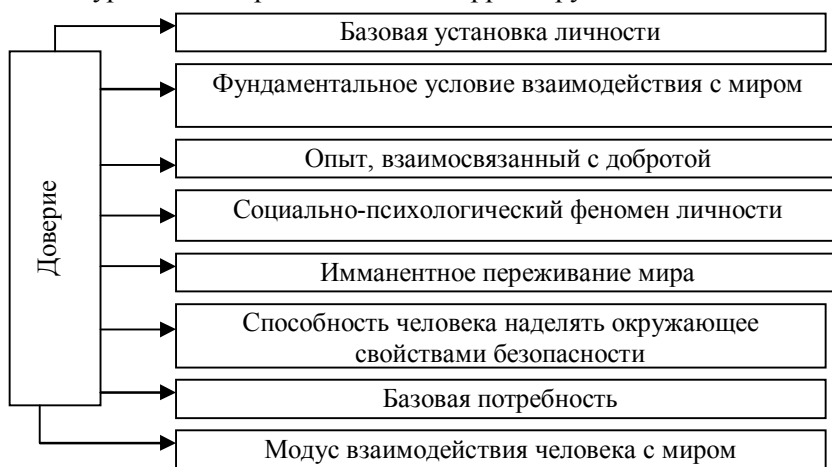 Доверие
Базовая установка личности
Фундаментальное условие взаимодействия с миром
Опыт, взаимосвязанный с добротой
Социально-психологический феномен личности
Имманентное переживание мира
Способность человека наделять окружающее
свойствами безопасности
Базовая потребность
Модус взаимодействия человека с миром